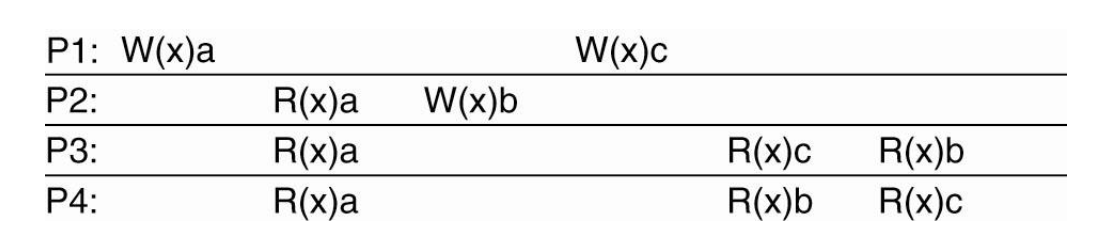 P1: W(x)a W(x)c
P2: R(x)a W(x)b
P3: R(x)a R(x)c R(x)b
P4: R(x)a R(x)b R(x)c